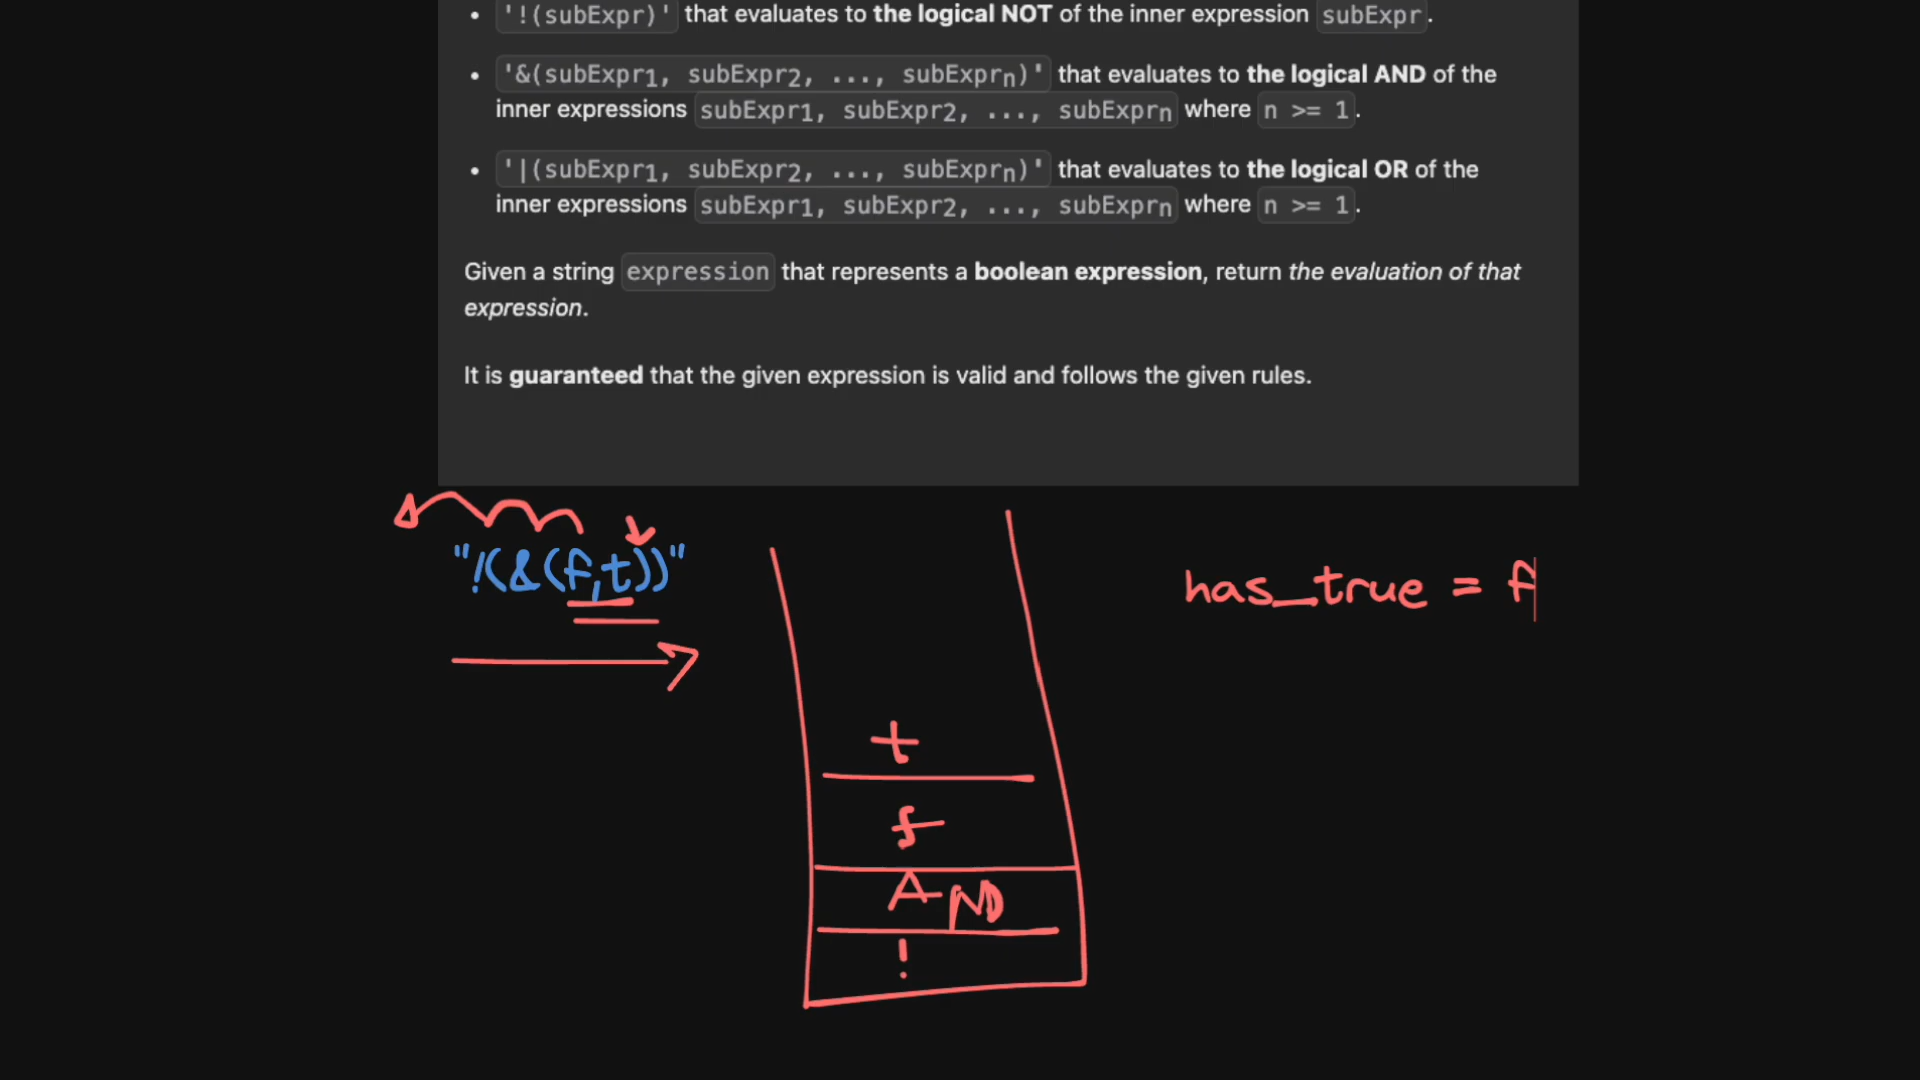 '!(subExpr)' that evaluates to the logical NOT of the inner expression subExpr.
'&(subExpr1, subExpr2, ..., subExprn)' that evaluates to the logical AND of the
inner expressions subExpr1, subExpr2, ..., subExprn where n >= 1.
'|(subExpr1, subExpr2, ..., subExprn)' that evaluates to the logical OR of the
inner expressions subExpr1, subExpr2, ..., subExprn where n >= 1.
Given a string expression that represents a boolean expression, return the evaluation of that
expression.
It is guaranteed that the given expression is valid and follows the given rules.
"!(&(f,t))"
has_true = f
t
f
AND
!